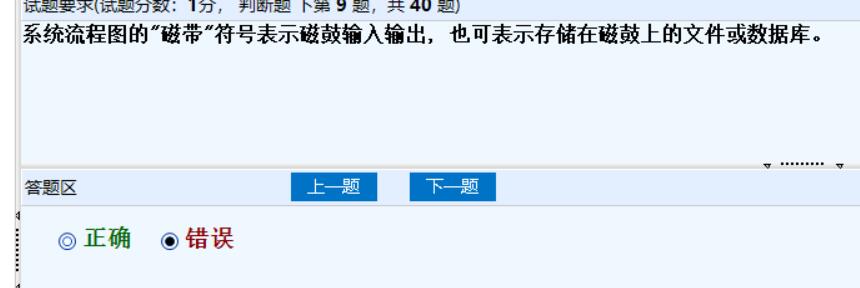 试题要求(试题分数：1分， 判断题 下第 9 题，共 40 题)
系统流程图的"磁带"符号表示磁鼓输入输出，也可表示存储在磁鼓上的文件或数据库。
答题区 上一题 下一题
正确 错误